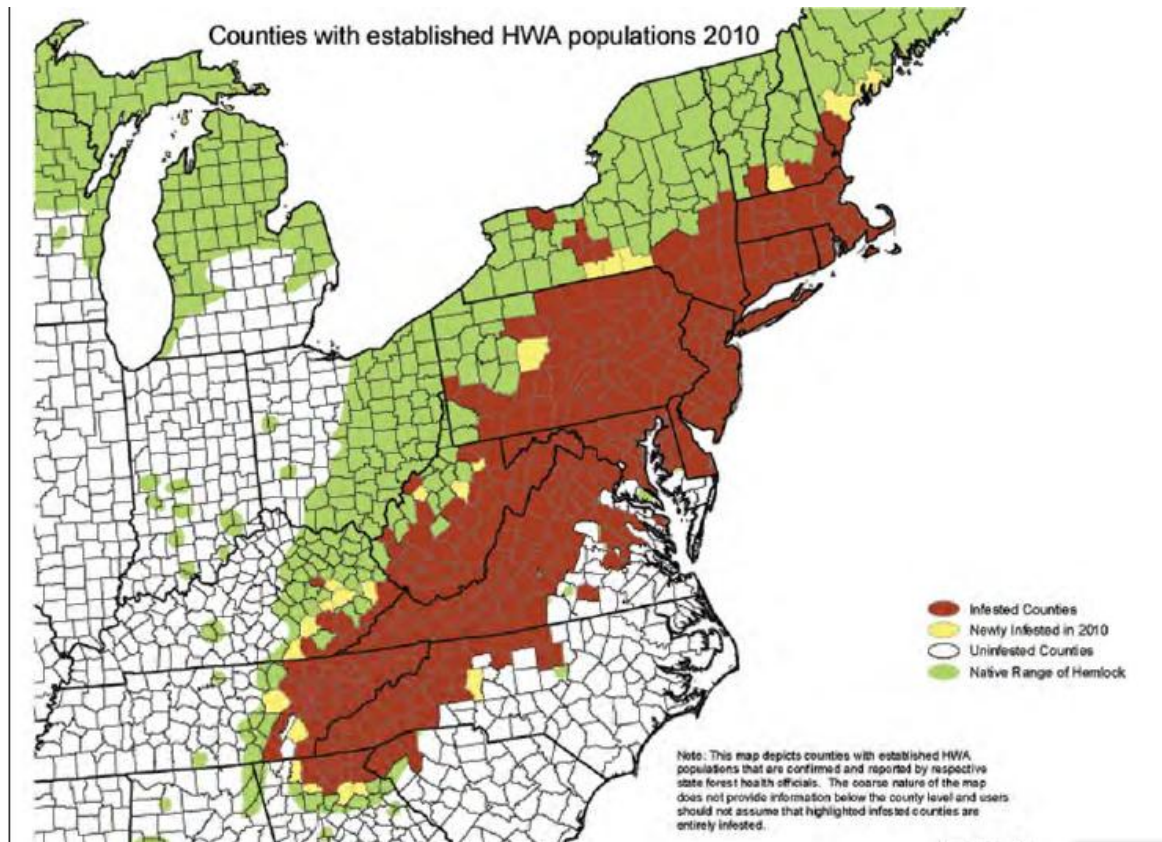 Counties with established HWA populations 2010
Infested Counties
Newly Infested in 2010
Uninfested Counties
Native Range of Hemlock
Note: This map depicts counties with established HWA
populations that are confirmed and reported by respective
state forest health officials. The coarse nature of the map
does not provide information below the county level and users
should not assume that highlighted infested counties are
entirely infested.